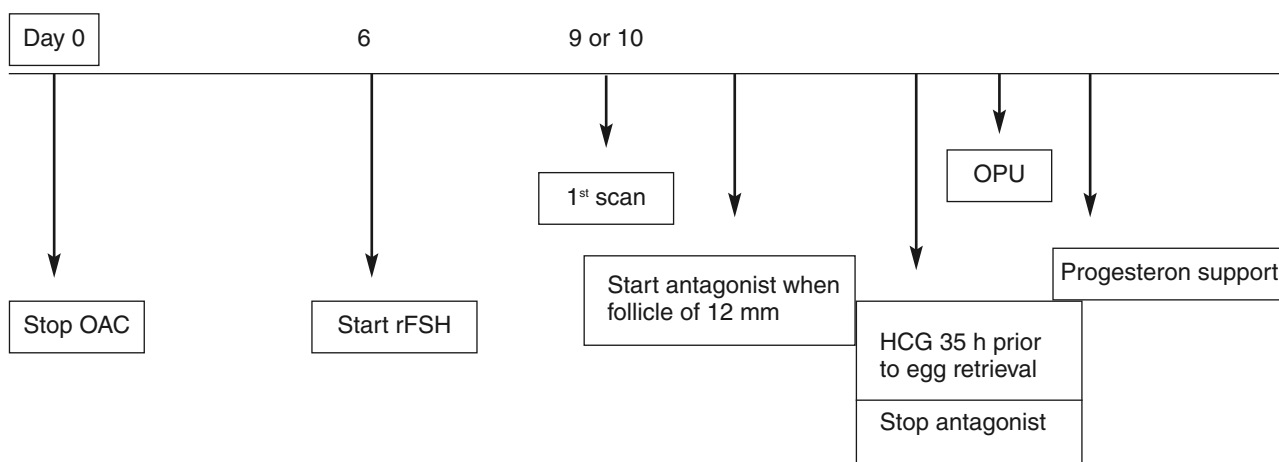 Day 0
6
9 or 10
OPU
1st scan
Progesteron support
Start antagonist when
follicle of 12 mm
Stop OAC
Start rFSH
HCG 35 h prior
to egg retrieval
Stop antagonist